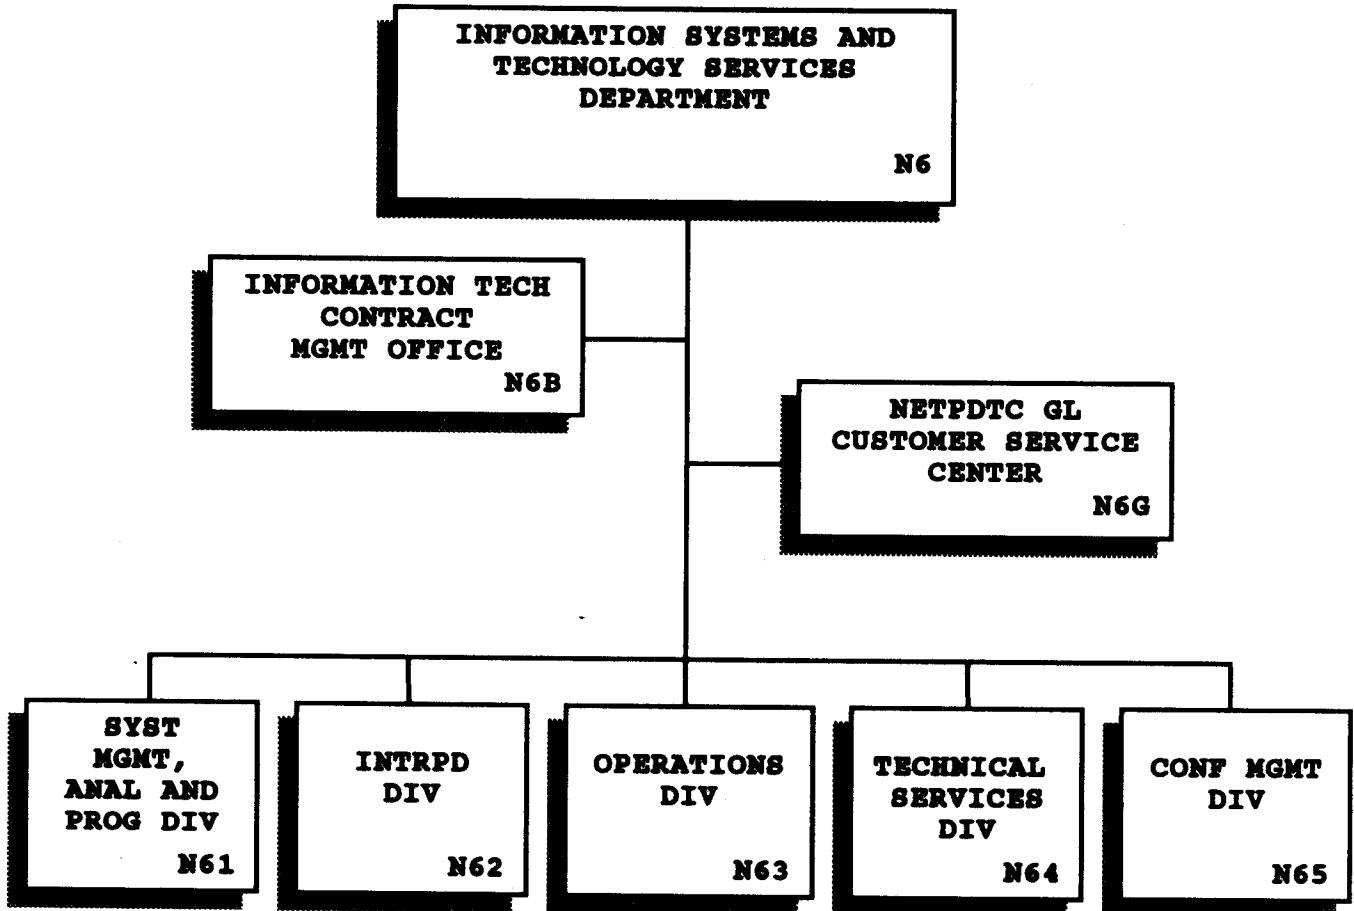 INFORMATION SYSTEMS AND
TECHNOLOGY SERVICES
DEPARTMENT
N6
INFORMATION TECH
CONTRACT
MGMT OFFICE
N6B
NETPDTC GL
CUSTOMER SERVICE
CENTER
N6G
SYST
MGMT,
ANAL AND
PROG DIV
N61
INTRPD
DIV
N62
OPERATIONS
DIV
N63
TECHNICAL
SERVICES
DIV
N64
CONF MGMT
DIV
N65